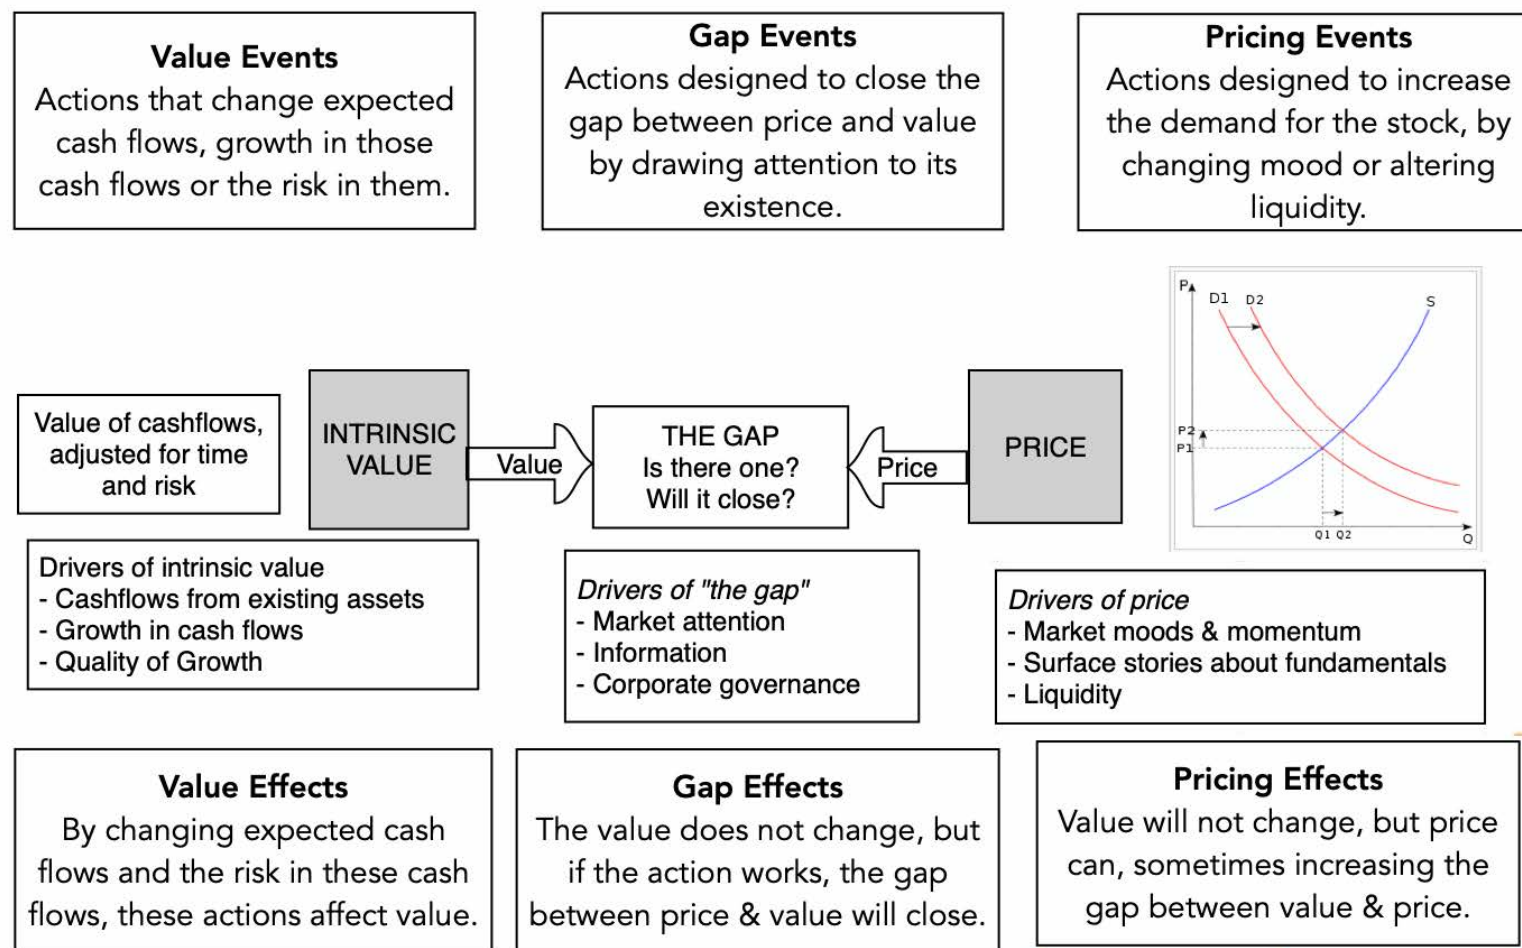 Value Events
Actions that change expected
cash flows, growth in those
cash flows or the risk in them.
Gap Events
Actions designed to close the
gap between price and value
by drawing attention to its
existence.
Pricing Events
Actions designed to increase
the demand for the stock, by
changing mood or altering
liquidity.
Value of cashflows,
adjusted for time
and risk
INTRINSIC
VALUE
Value
THE GAP
Is there one?
Will it close?
Price
PRICE
P
D1
D2
S
P2
P1
Q1
Q2
Q
Drivers of intrinsic value
- Cashflows from existing assets
- Growth in cash flows
- Quality of Growth
Drivers of "the gap"
- Market attention
- Information
- Corporate governance
Drivers of price
- Market moods & momentum
- Surface stories about fundamentals
- Liquidity
Value Effects
By changing expected cash
flows and the risk in these cash
flows, these actions affect value.
Gap Effects
The value does not change, but
if the action works, the gap
between price & value will close.
Pricing Effects
Value will not change, but price
can, sometimes increasing the
gap between value & price.